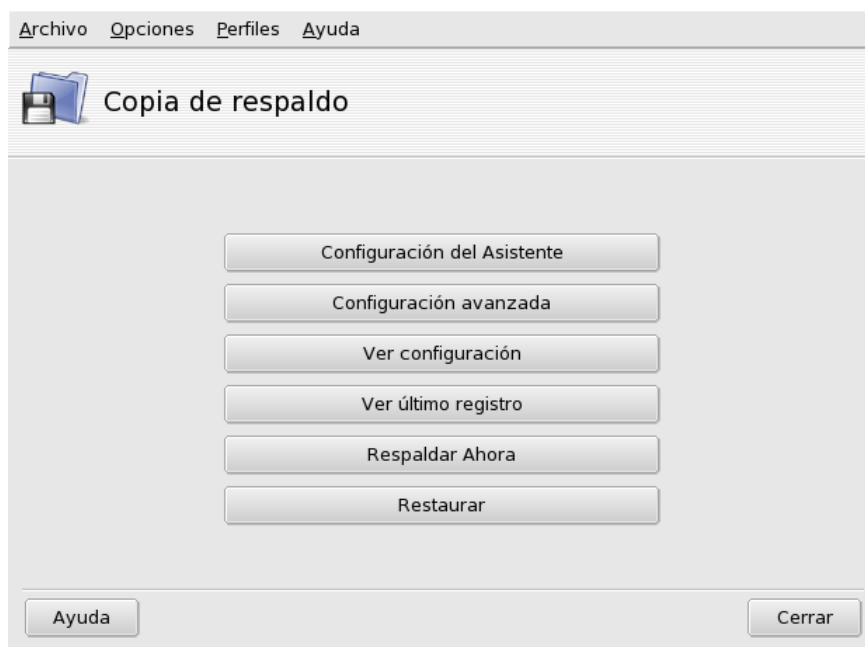 Archivo Opciones Perfiles Ayuda
Copia de respaldo
Configuración del Asistente
Configuración avanzada
Ver configuración
Ver último registro
Respaldar Ahora
Restaurar
Ayuda Cerrar